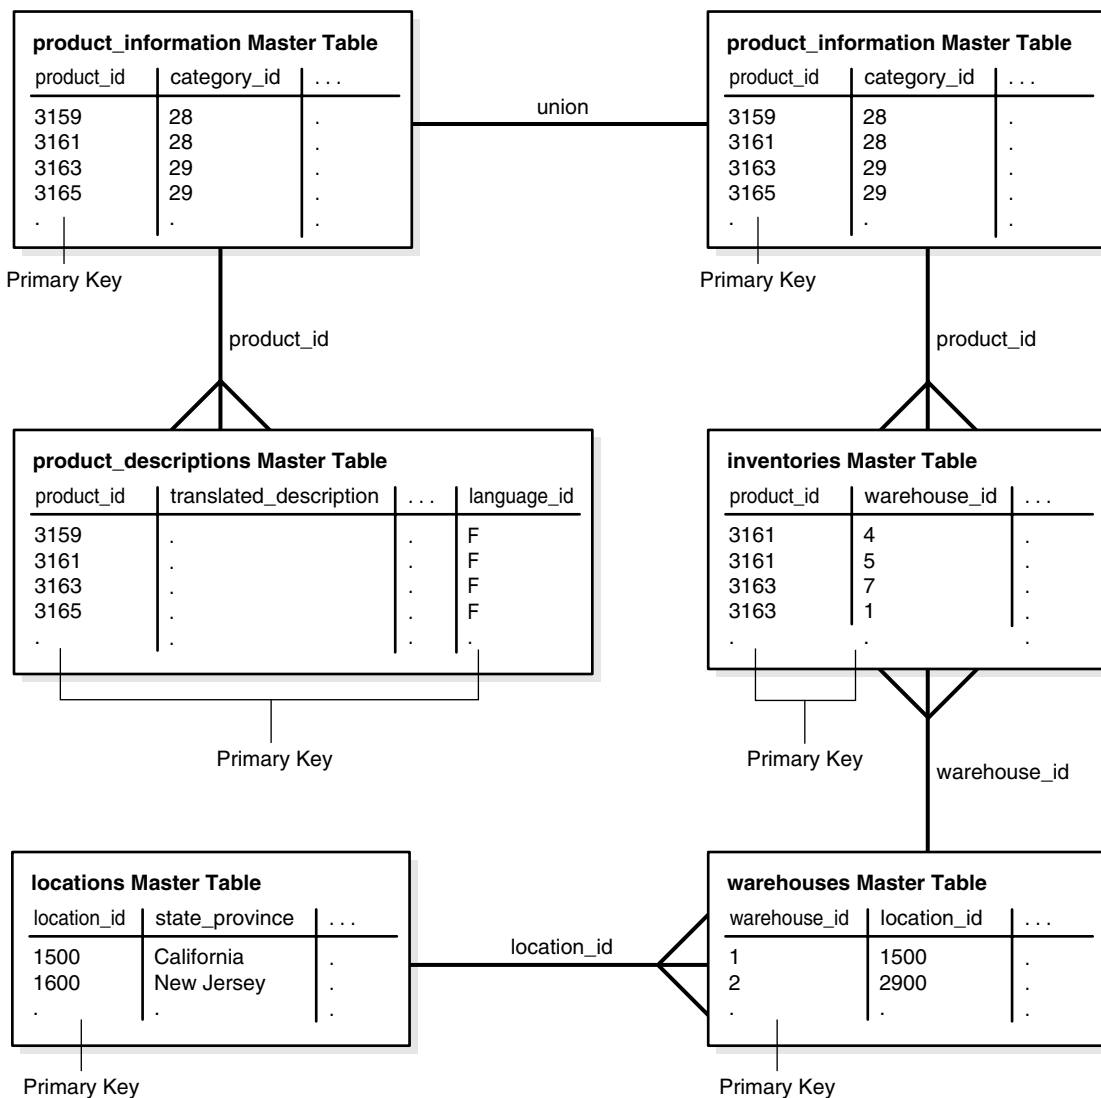 product_information Master Table
product_id category_id . . .
3159 28 .
3161 28 .
3163 29 .
3165 29 .
. . .
Primary Key
union
product_information Master Table
product_id category_id . . .
3159 28 .
3161 28 .
3163 29 .
3165 29 .
. . .
Primary Key
product_id
product_id
product_descriptions Master Table
product_id translated_description . . . language_id
3159 . . F
3161 . . F
3163 . . F
3165 . . F
. . . .
Primary Key
inventories Master Table
product_id warehouse_id . . .
3161 4 .
3161 5 .
3163 7 .
3163 1 .
. . .
Primary Key
warehouse_id
locations Master Table
location_id state_province . . .
1500 California .
1600 New Jersey .
. . .
Primary Key
location_id
warehouses Master Table
warehouse_id location_id . . .
1 1500 .
2 2900 .
. . .
Primary Key